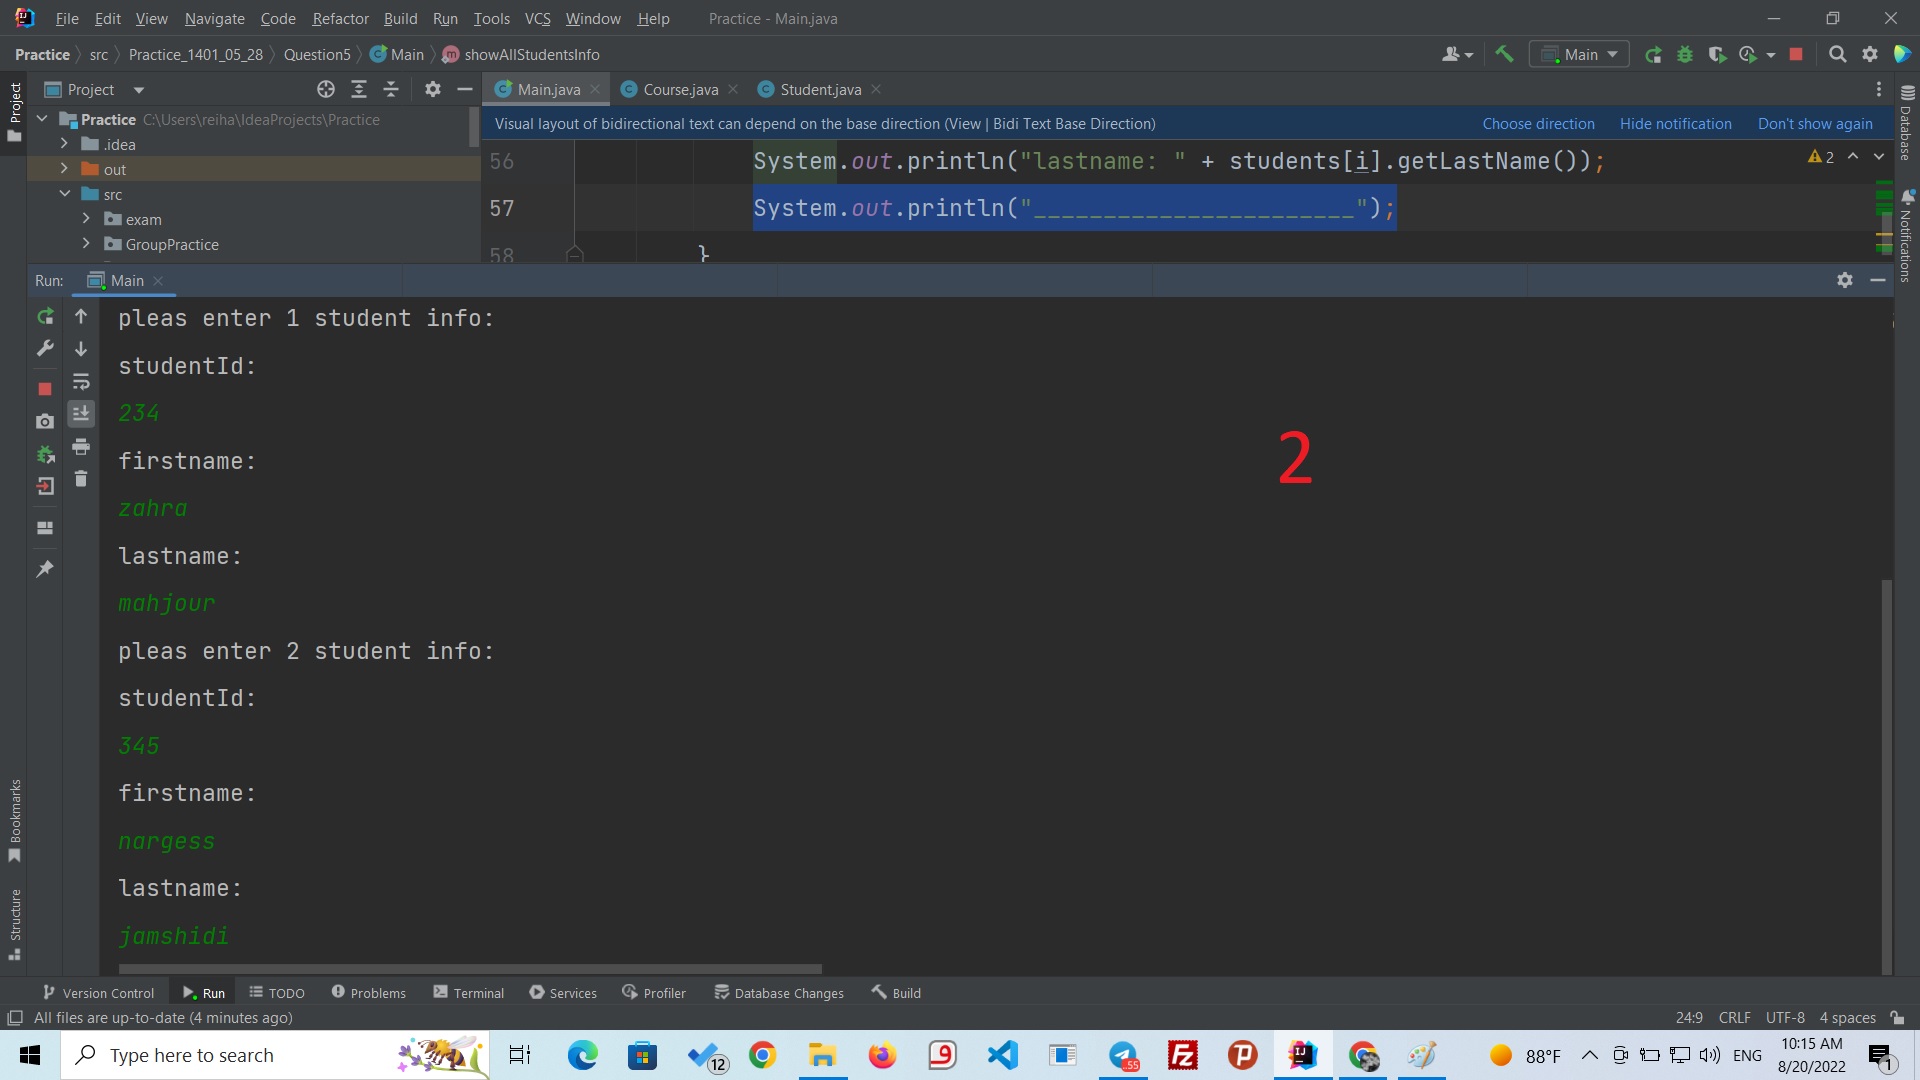 File Edit View Navigate Code Refactor Build Run Tools VCS Window Help Practice - Main.java
Practice src Practice_1401_05_28 Question5 Main showAllStudentsInfo Main
Project Main.java Course.java Student.java
Practice C:\Users\reiha\IdeaProjects\Practice
.idea
out
src
exam
GroupPractice
Visual layout of bidirectional text can depend on the base direction (View | Bidi Text Base Direction) Choose direction Hide notification Don't show again
56 System.out.println("lastname: " + students[i].getLastName()); 2
57 System.out.println("_______________________");
58 }
Project
Bookmarks
Structure
Database
Notifications
Run: Main
pleas enter 1 student info:
studentId:
234
firstname:
zahra
lastname:
mahjour
pleas enter 2 student info:
studentId:
345
firstname:
nargess
lastname:
jamshidi
2
Version Control Run TODO Problems Terminal Services Profiler Database Changes Build
All files are up-to-date (4 minutes ago) 24:9 CRLF UTF-8 4 spaces
Type here to search 12 55 88°F ENG 10:15 AM
8/20/2022 1